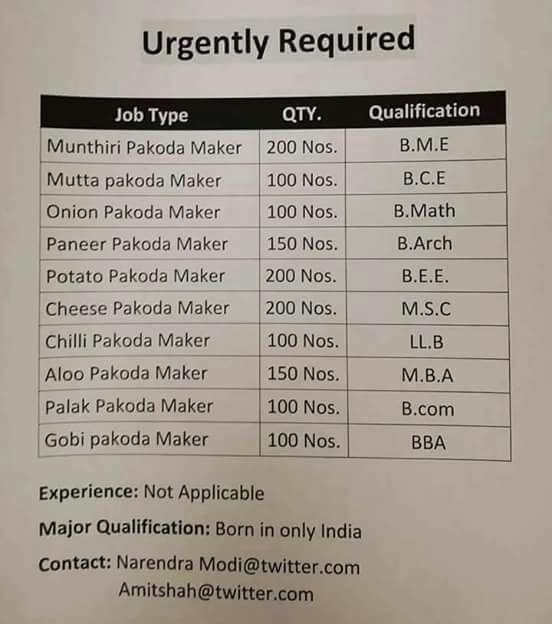 Urgently Required
Job Type QTY. Qualification
Munthiri Pakoda Maker 200 Nos. B.M.E
Mutta pakoda Maker 100 Nos. B.C.E
Onion Pakoda Maker 100 Nos. B.Math
Paneer Pakoda Maker 150 Nos. B.Arch
Potato Pakoda Maker 200 Nos. B.E.E.
Cheese Pakoda Maker 200 Nos. M.S.C
Chilli Pakoda Maker 100 Nos. LL.B
Aloo Pakoda Maker 150 Nos. M.B.A
Palak Pakoda Maker 100 Nos. B.com
Gobi pakoda Maker 100 Nos. BBA
Experience: Not Applicable
Major Qualification: Born in only India
Contact: Narendra Modi@twitter.com
Amitshah@twitter.com